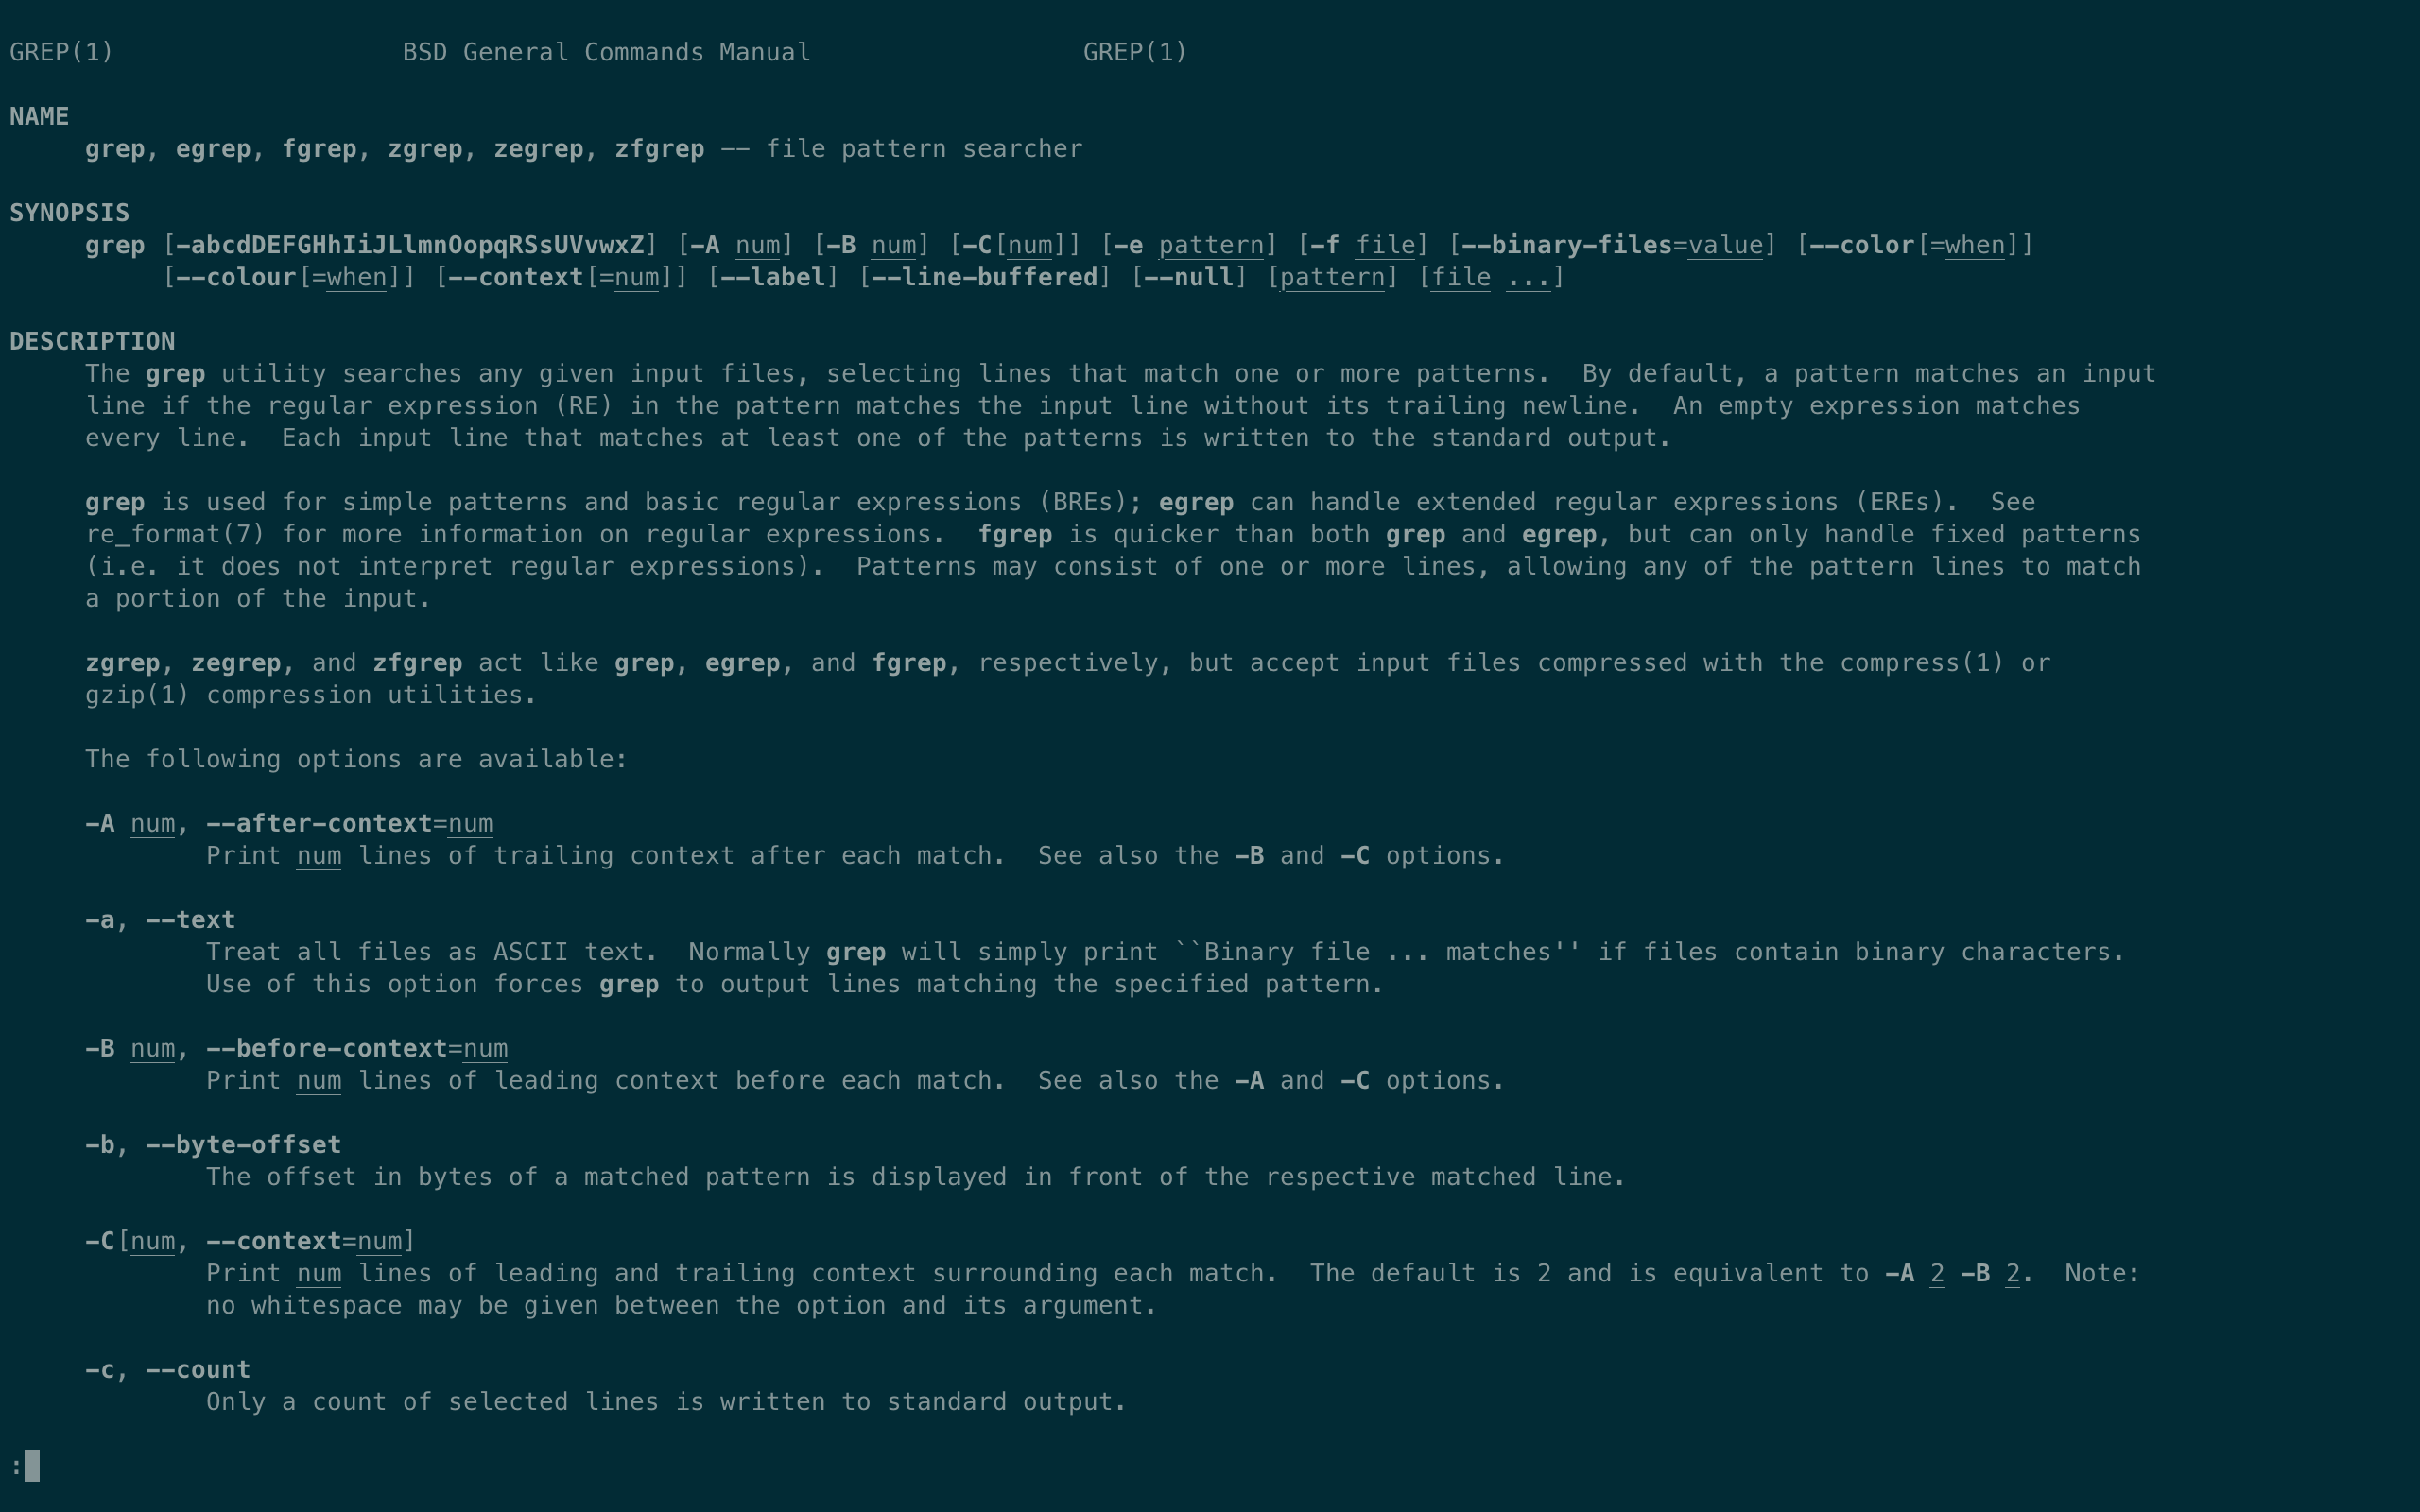 GREP(1)                   BSD General Commands Manual                  GREP(1)
NAME
grep, egrep, fgrep, zgrep, zegrep, zfgrep -- file pattern searcher
SYNOPSIS
grep [-abcdDEFGHhIiJLlmnOopqRSsUVvwxZ] [-A num] [-B num] [-C[num]] [-e pattern] [-f file] [--binary-files=value] [--color[=when]]
[--colour[=when]] [--context[=num]] [--label] [--line-buffered] [--null] [pattern] [file ...]
DESCRIPTION
The grep utility searches any given input files, selecting lines that match one or more patterns.  By default, a pattern matches an input
line if the regular expression (RE) in the pattern matches the input line without its trailing newline.  An empty expression matches
every line.  Each input line that matches at least one of the patterns is written to the standard output.
grep is used for simple patterns and basic regular expressions (BREs); egrep can handle extended regular expressions (EREs).  See
re_format(7) for more information on regular expressions.  fgrep is quicker than both grep and egrep, but can only handle fixed patterns
(i.e. it does not interpret regular expressions).  Patterns may consist of one or more lines, allowing any of the pattern lines to match
a portion of the input.
zgrep, zegrep, and zfgrep act like grep, egrep, and fgrep, respectively, but accept input files compressed with the compress(1) or
gzip(1) compression utilities.
The following options are available:
-A num, --after-context=num
Print num lines of trailing context after each match.  See also the -B and -C options.
-a, --text
Treat all files as ASCII text.  Normally grep will simply print ``Binary file ... matches'' if files contain binary characters.
Use of this option forces grep to output lines matching the specified pattern.
-B num, --before-context=num
Print num lines of leading context before each match.  See also the -A and -C options.
-b, --byte-offset
The offset in bytes of a matched pattern is displayed in front of the respective matched line.
-C[num, --context=num]
Print num lines of leading and trailing context surrounding each match.  The default is 2 and is equivalent to -A 2 -B 2.  Note:
no whitespace may be given between the option and its argument.
-c, --count
Only a count of selected lines is written to standard output.
: